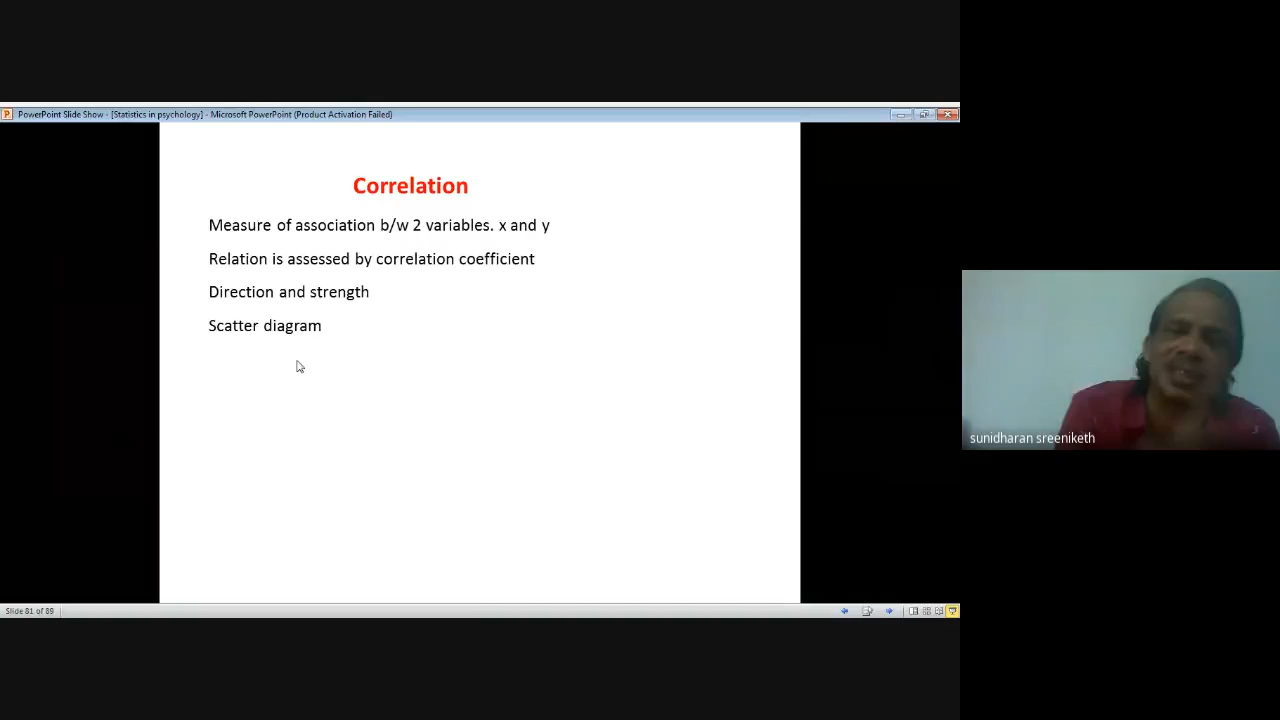 PowerPoint Slide Show - [Statistics in psychology] - Microsoft PowerPoint (Product Activation Failed)
Correlation
Measure of association b/w 2 variables. x and y
Relation is assessed by correlation coefficient
Direction and strength
Scatter diagram
sunidharan sreeniketh
Slide 81 of 89